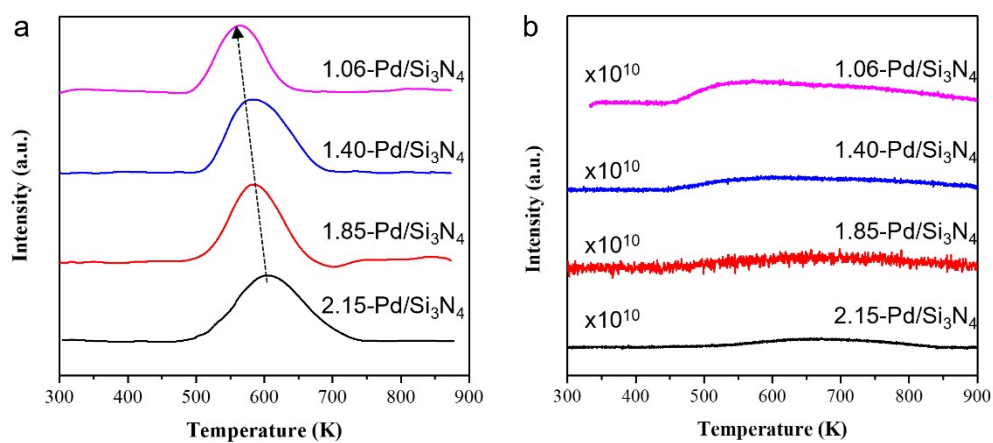 a
1.06-Pd/Si₃N₄
1.40-Pd/Si₃N₄
1.85-Pd/Si₃N₄
2.15-Pd/Si₃N₄
Intensity (a.u.)
300 400 500 600 700 800 900
Temperature (K)
b
x10¹⁰ 1.06-Pd/Si₃N₄
x10¹⁰ 1.40-Pd/Si₃N₄
x10¹⁰ 1.85-Pd/Si₃N₄
x10¹⁰ 2.15-Pd/Si₃N₄
Intensity (a.u.)
300 400 500 600 700 800 900
Temperature (K)